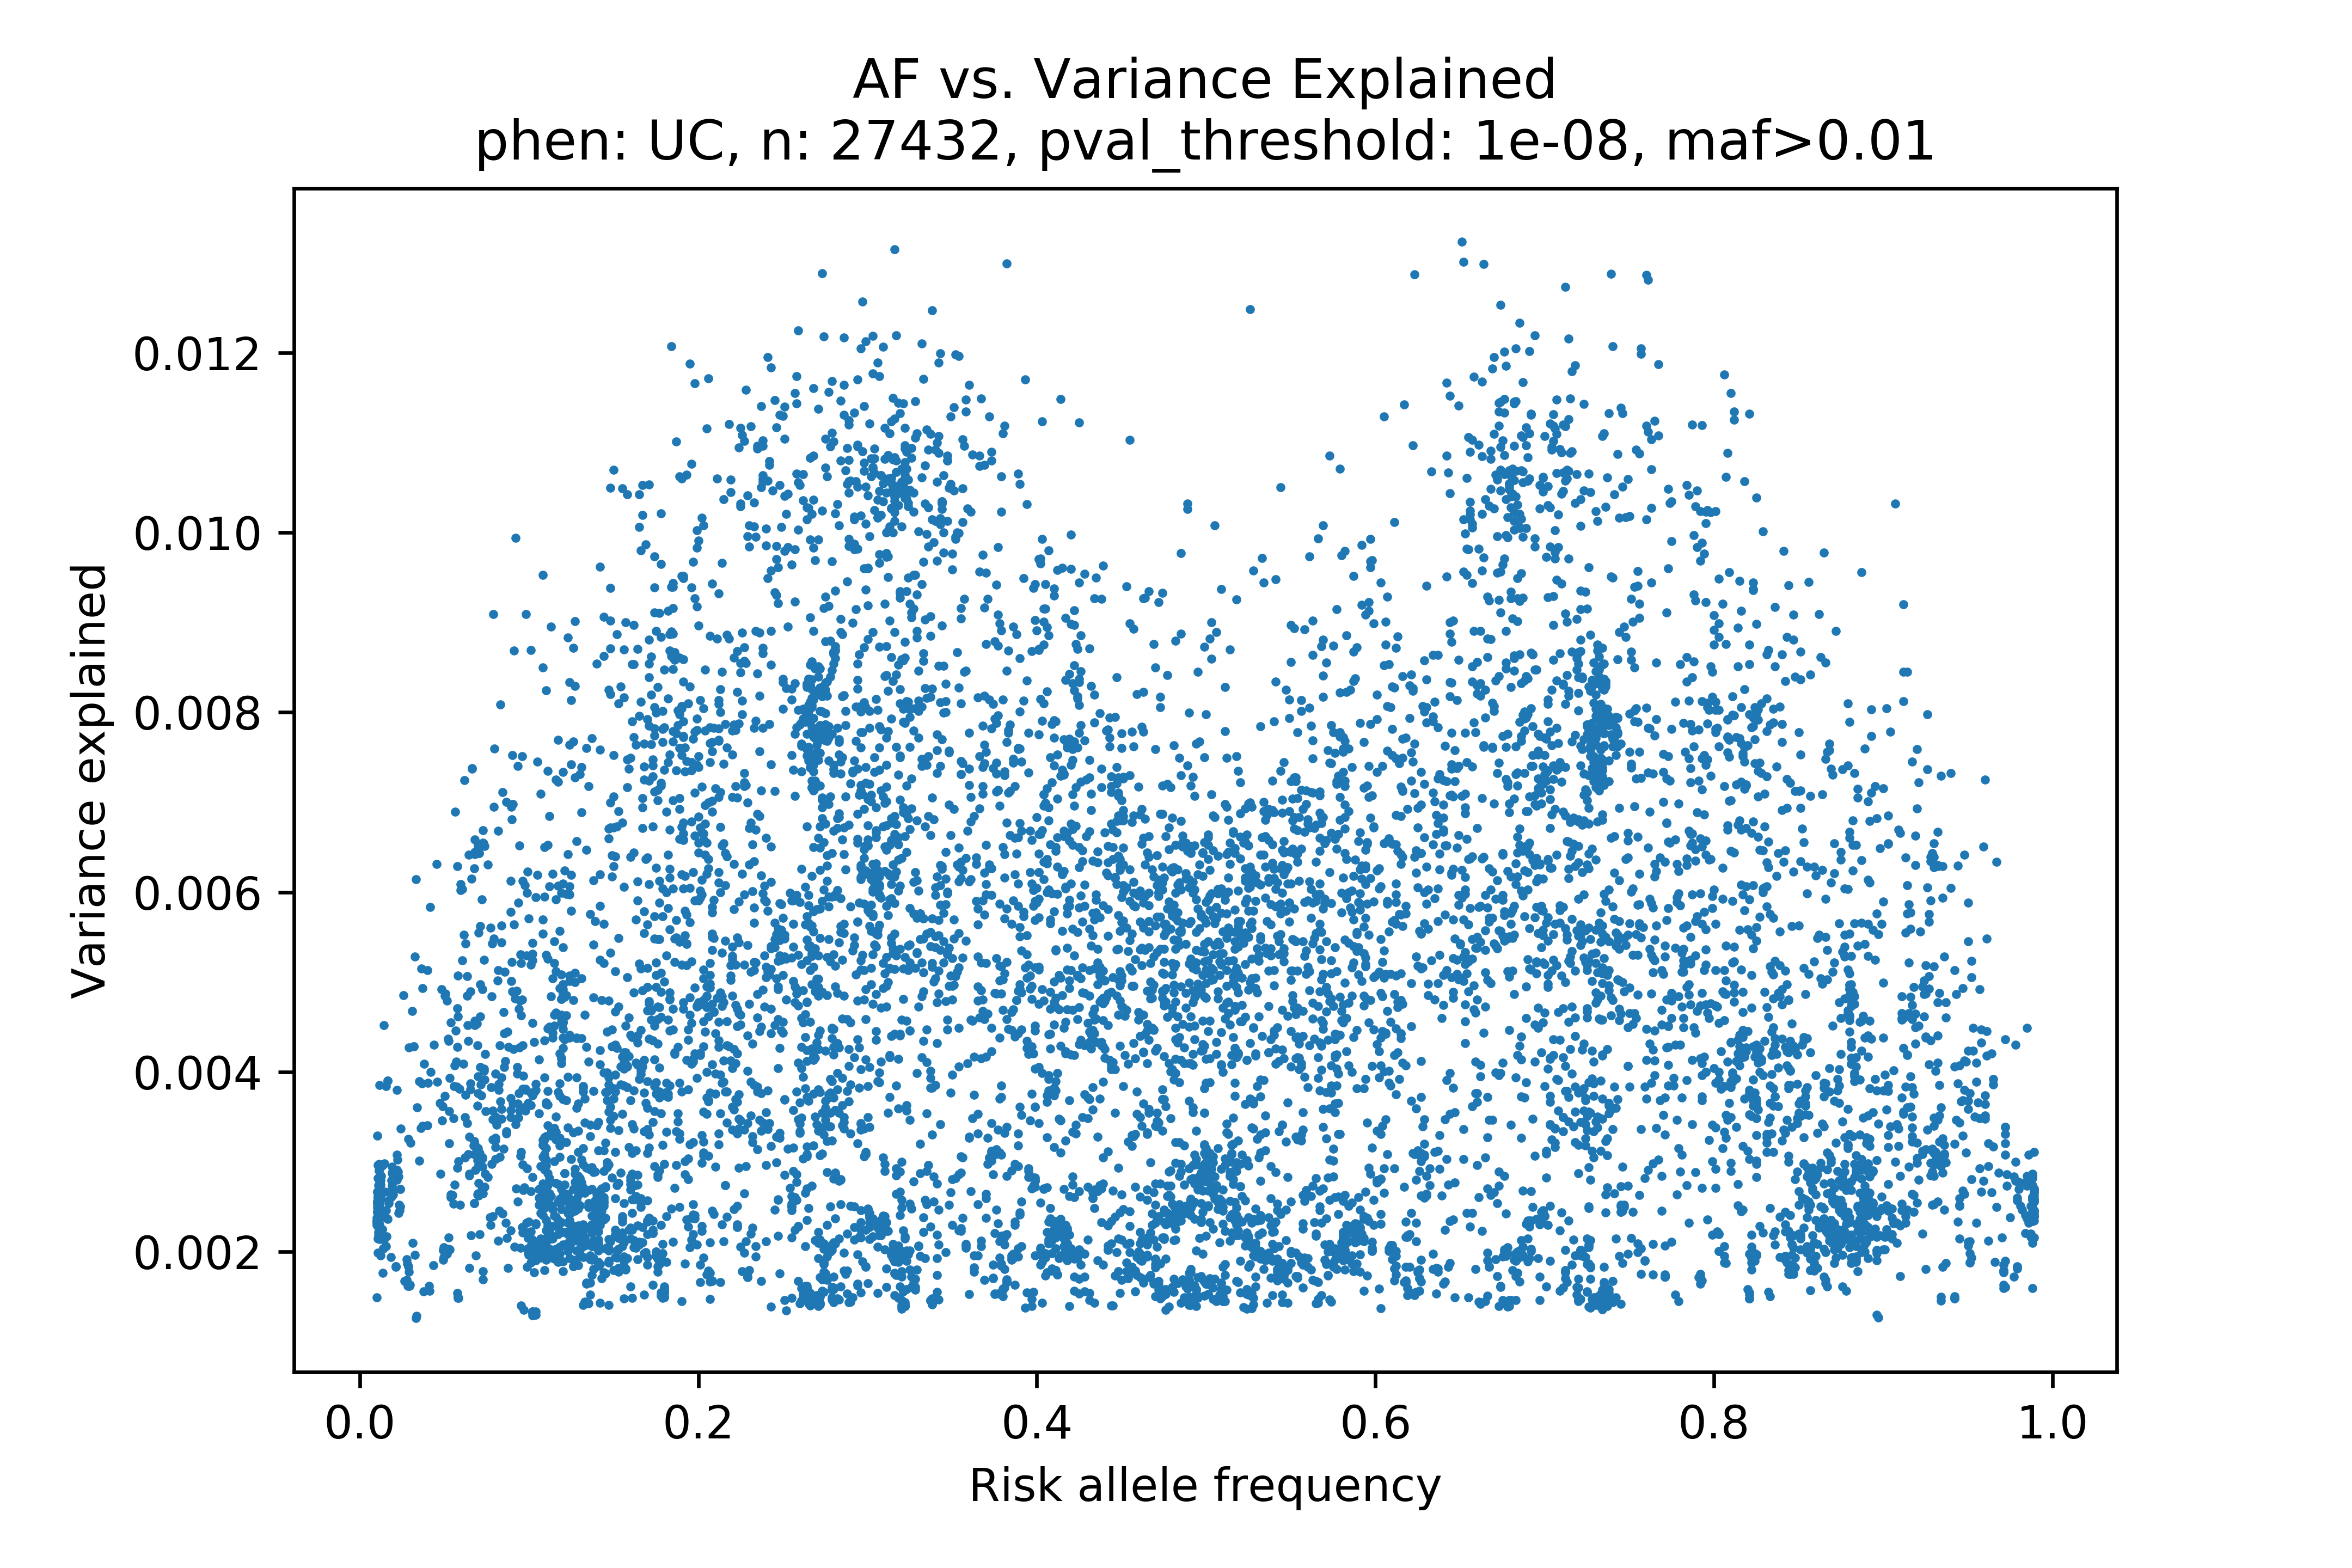 AF vs. Variance Explained
phen: UC, n: 27432, pval_threshold: 1e-08, maf>0.01
Variance explained
0.012
0.010
0.008
0.006
0.004
0.002
0.0 0.2 0.4 0.6 0.8 1.0
Risk allele frequency